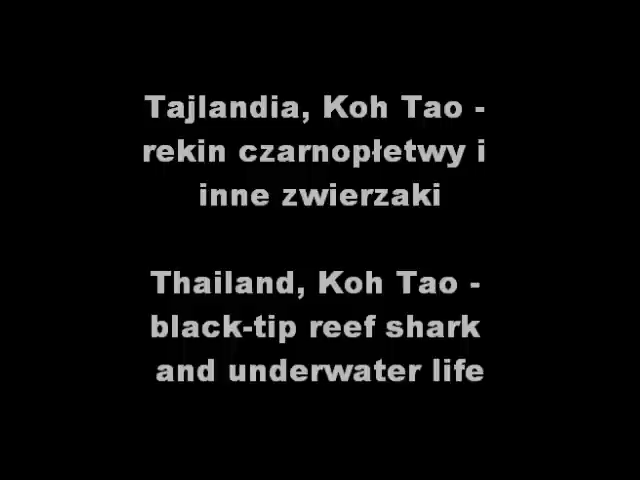 Tajlandia, Koh Tao -
rekin czarnopłetwy i
inne zwierzaki
Thailand, Koh Tao -
black-tip reef shark
and underwater life